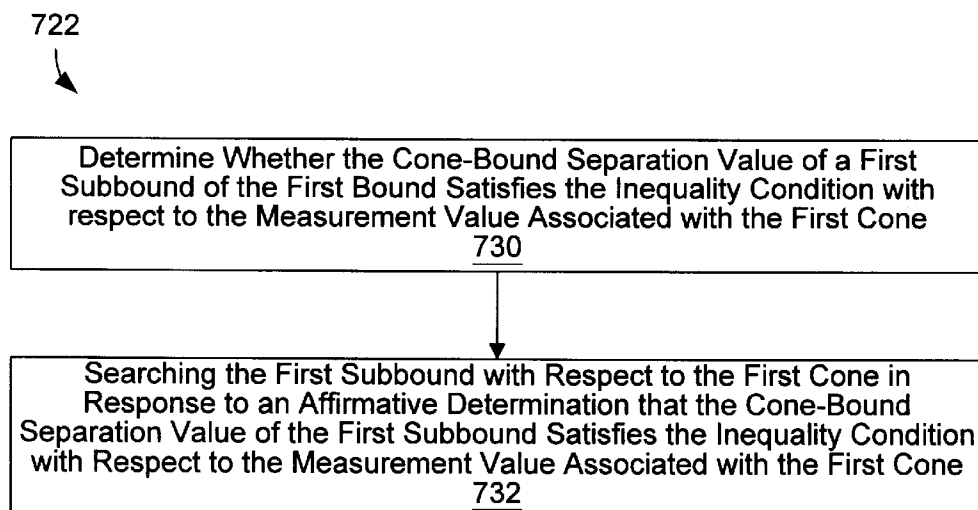 722
Determine Whether the Cone-Bound Separation Value of a First
Subbound of the First Bound Satisfies the Inequality Condition with
respect to the Measurement Value Associated with the First Cone
730
Searching the First Subbound with Respect to the First Cone in
Response to an Affirmative Determination that the Cone-Bound
Separation Value of the First Subbound Satisfies the Inequality Condition
with Respect to the Measurement Value Associated with the First Cone
732